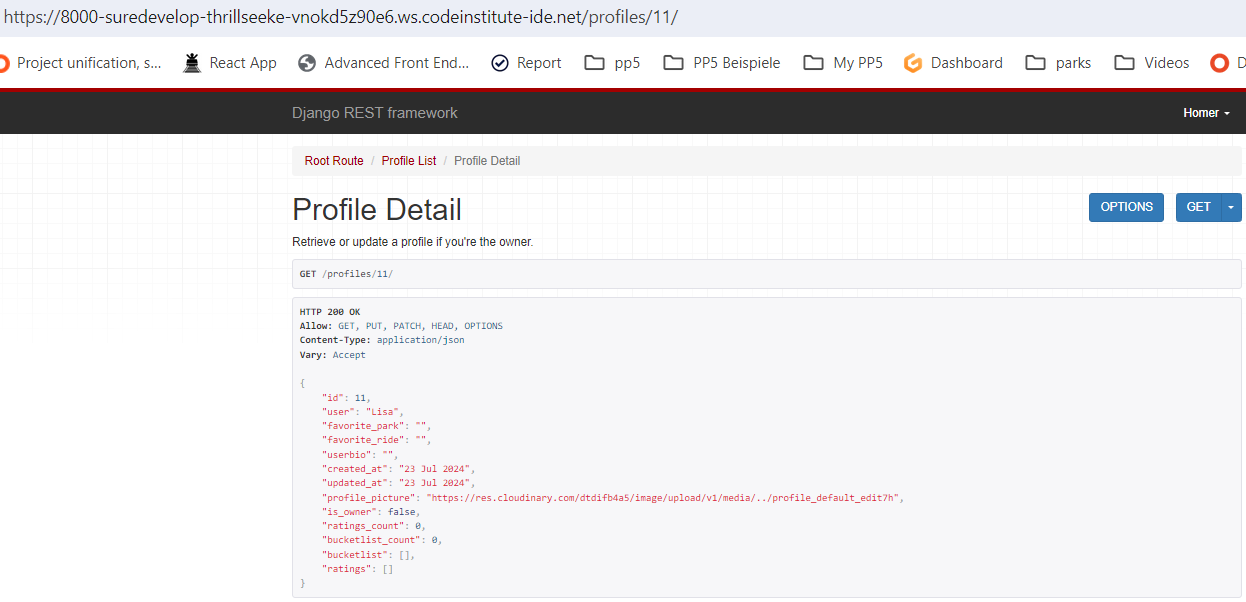 https://8000-suredevelop-thrillseeke-vnokd5z90e6.ws.codeinstitute-ide.net/profiles/11/
Project unification, s... React App Advanced Front End... Report pp5 PP5 Beispiele My PP5 Dashboard parks Videos D
Django REST framework Homer
Root Route / Profile List / Profile Detail
Profile Detail OPTIONS GET
Retrieve or update a profile if you're the owner.
GET /profiles/11/
HTTP 200 OK
Allow: GET, PUT, PATCH, HEAD, OPTIONS
Content-Type: application/json
Vary: Accept
{
"id": 11,
"user": "Lisa",
"favorite_park": "",
"favorite_ride": "",
"userbio": "",
"created_at": "23 Jul 2024",
"updated_at": "23 Jul 2024",
"profile_picture": "https://res.cloudinary.com/dtdifb4a5/image/upload/v1/media/../profile_default_edit7h",
"is_owner": false,
"ratings_count": 0,
"bucketlist_count": 0,
"bucketlist": [],
"ratings": []
}